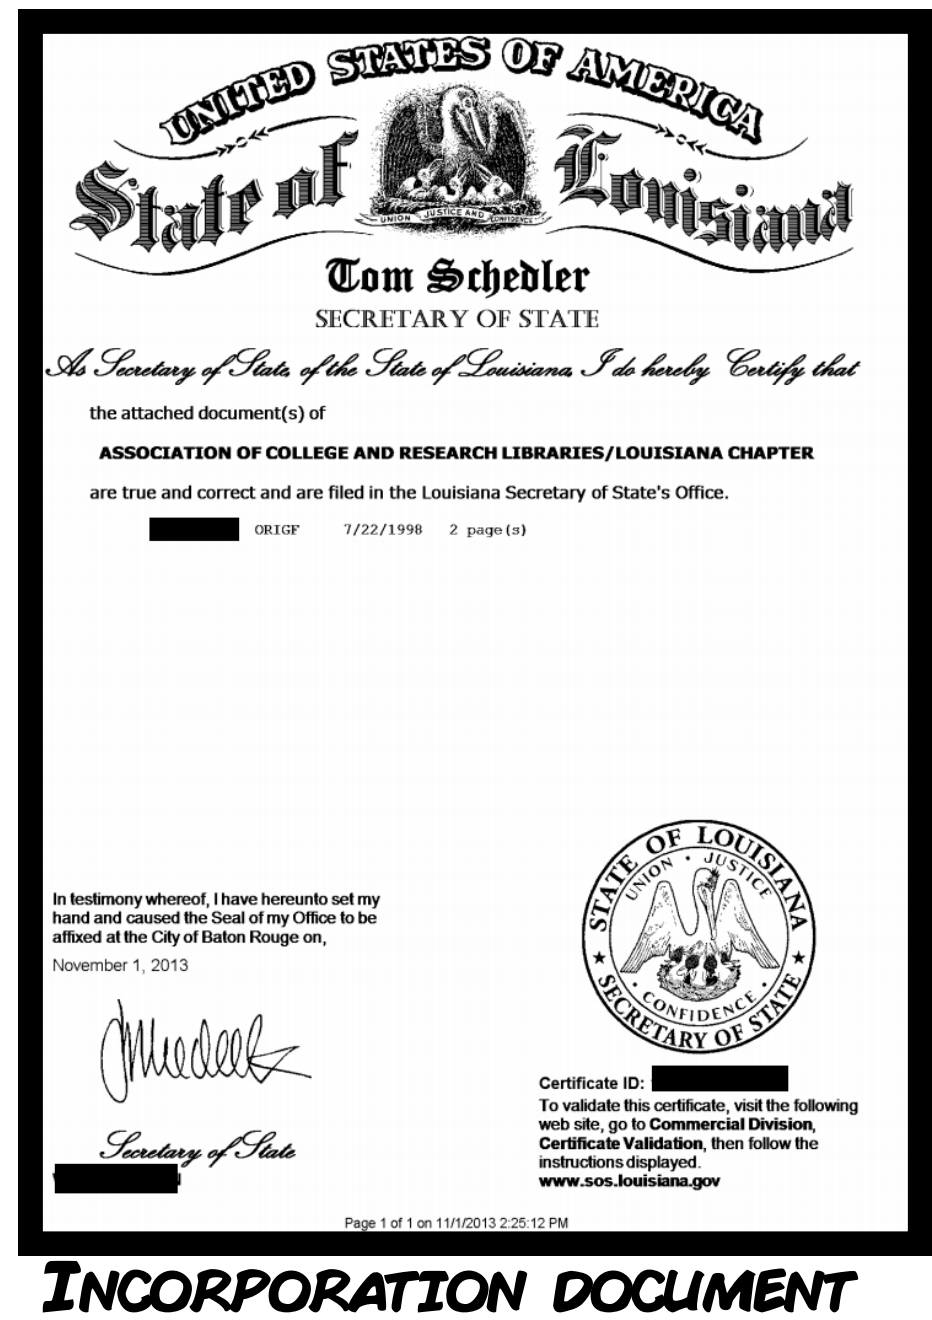 UNITED STATES OF AMERICA
State of Louisiana
UNION JUSTICE AND CONFIDENCE
Tom Schedler
SECRETARY OF STATE
As Secretary of State, of the State of Louisiana, I do hereby Certify that
the attached document(s) of
ASSOCIATION OF COLLEGE AND RESEARCH LIBRARIES/LOUISIANA CHAPTER
are true and correct and are filed in the Louisiana Secretary of State's Office.
ORIGF 7/22/1998 2 page(s)
In testimony whereof, I have hereunto set my
hand and caused the Seal of my Office to be
affixed at the City of Baton Rouge on,
November 1, 2013
Secretary of State
STATE OF LOUISIANA
UNION · JUSTICE
· CONFIDENCE ·
★ SECRETARY OF STATE ★
Certificate ID:
To validate this certificate, visit the following
web site, go to Commercial Division,
Certificate Validation, then follow the
instructions displayed.
www.sos.louisiana.gov
Page 1 of 1 on 11/1/2013 2:25:12 PM
INCORPORATION DOCUMENT